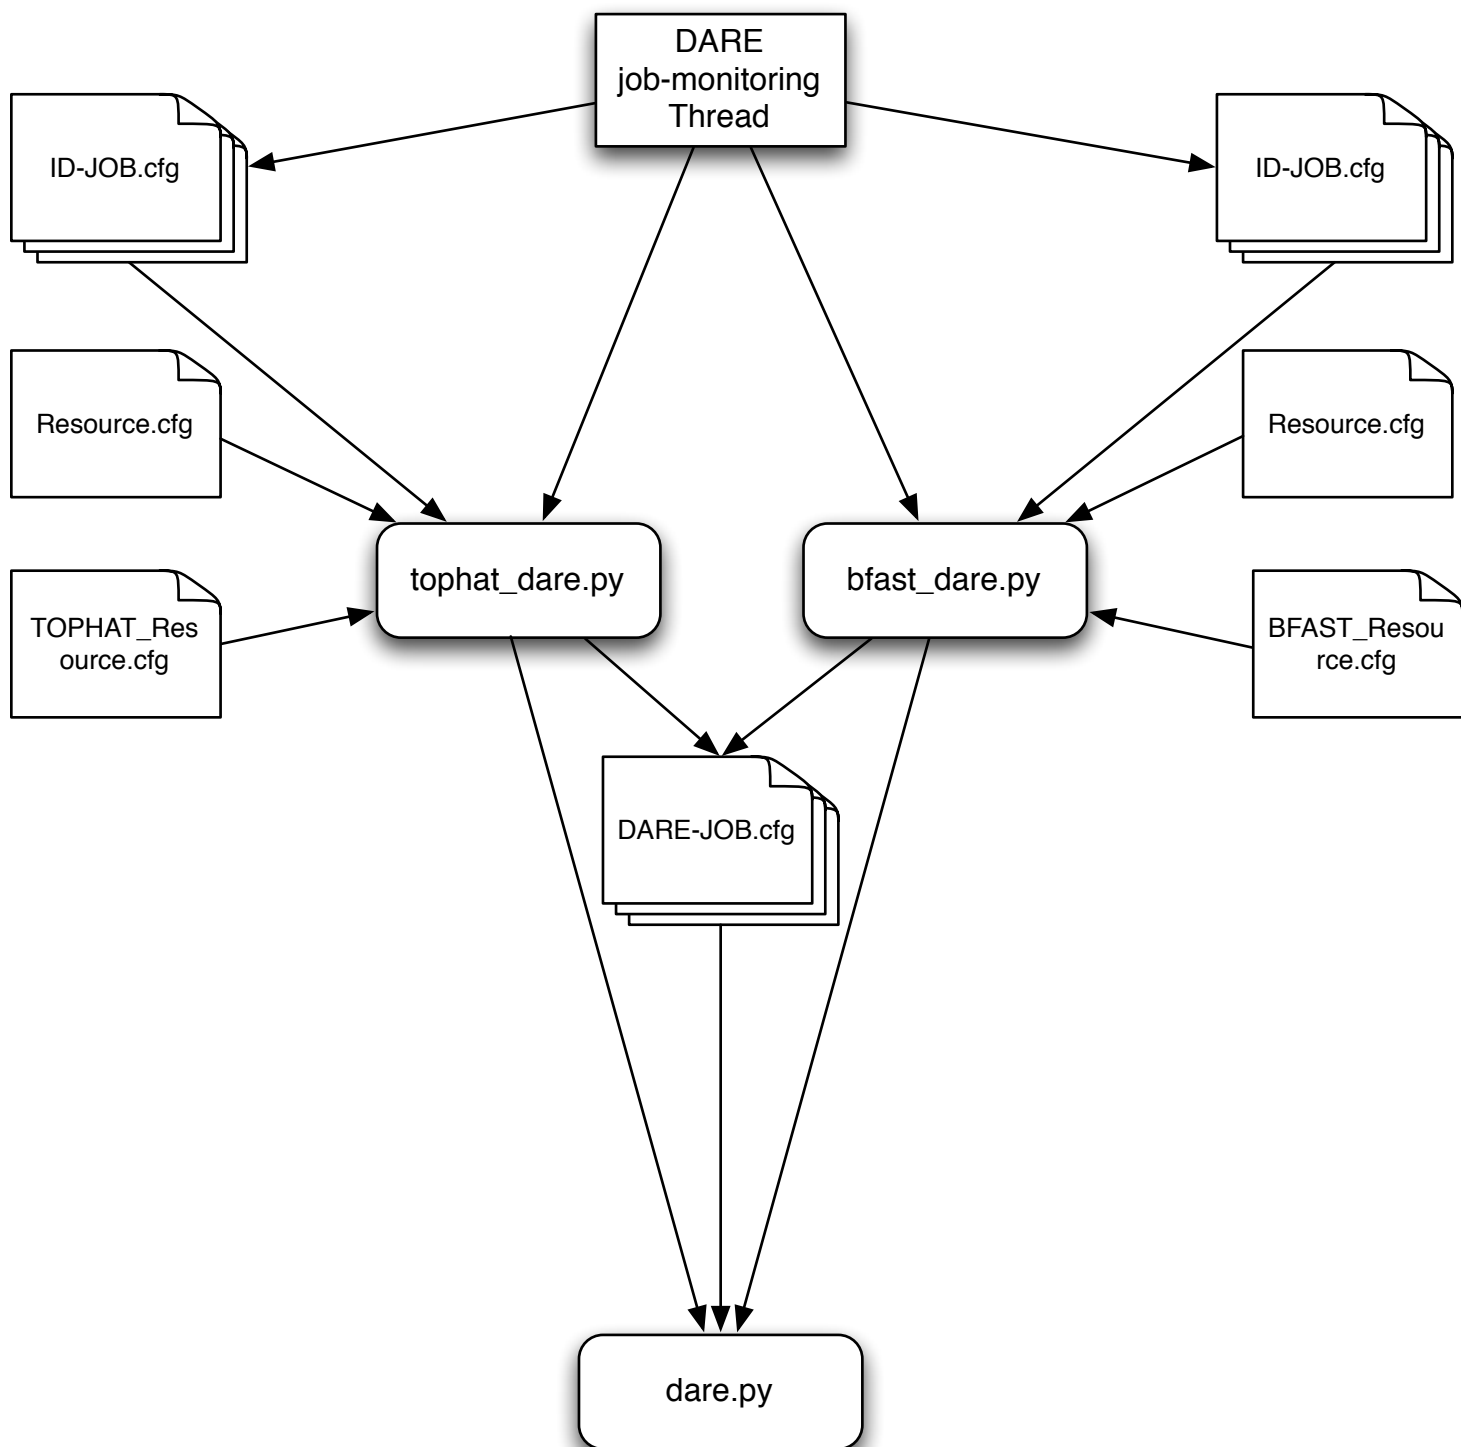 DARE
job-monitoring
Thread
ID-JOB.cfg
ID-JOB.cfg
Resource.cfg
Resource.cfg
tophat_dare.py
bfast_dare.py
TOPHAT_Res
ource.cfg
BFAST_Resou
rce.cfg
DARE-JOB.cfg
dare.py